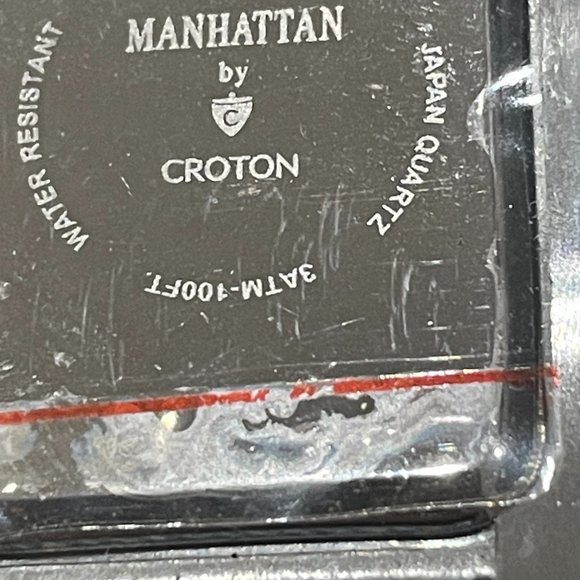 MANHATTAN
by
C
CROTON
WATER RESISTANT
JAPAN QUARTZ
3ATM-100FT.